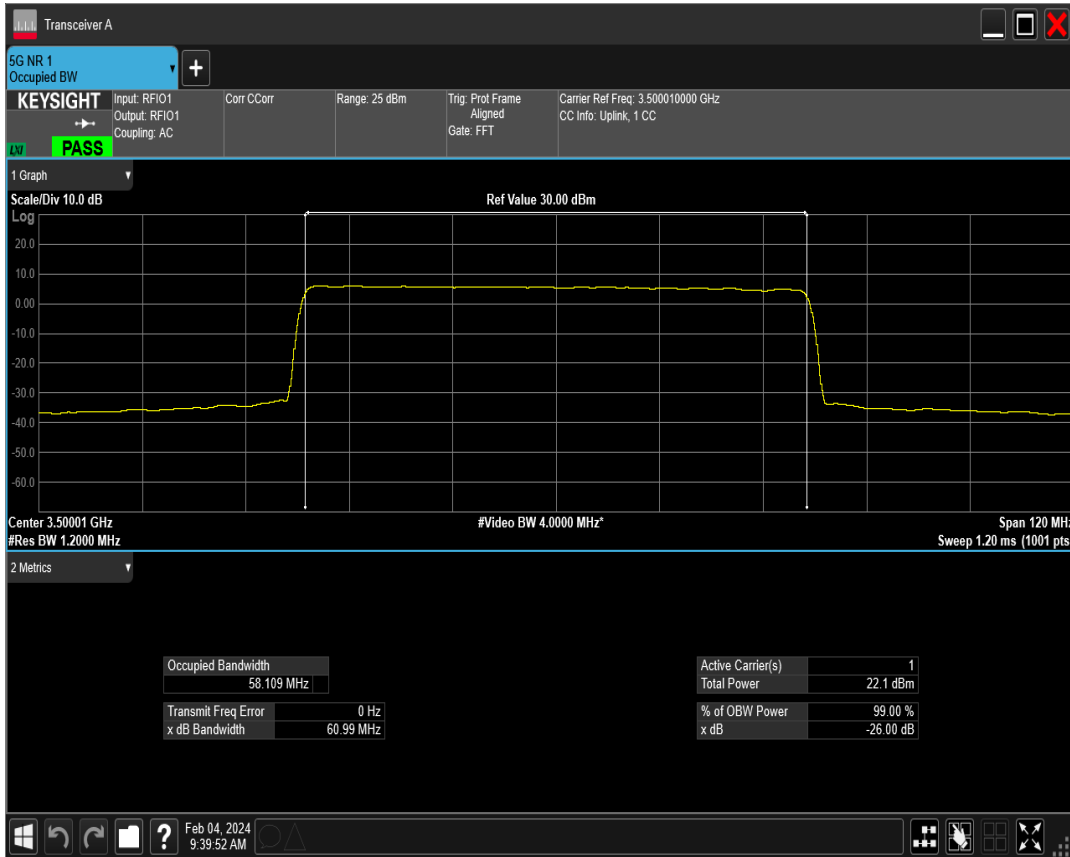 Transceiver A
5G NR 1
Occupied BW
+
KEYSIGHT
LXI
PASS
Input: RFIO1
Output: RFIO1
Coupling: AC
Corr CCorr
Range: 25 dBm
Trig: Prot Frame
Aligned
Gate: FFT
Carrier Ref Freq: 3.500010000 GHz
CC Info: Uplink, 1 CC
1 Graph
Scale/Div 10.0 dB
Ref Value 30.00 dBm
Log
20.0
10.0
0.00
-10.0
-20.0
-30.0
-40.0
-50.0
-60.0
Center 3.50001 GHz
#Video BW 4.0000 MHz*
Span 120 MHz
#Res BW 1.2000 MHz
Sweep 1.20 ms (1001 pts
2 Metrics
Occupied Bandwidth
58.109 MHz
Transmit Freq Error 0 Hz
x dB Bandwidth 60.99 MHz
Active Carrier(s) 1
Total Power 22.1 dBm
% of OBW Power 99.00 %
x dB -26.00 dB
?
Feb 04, 2024
9:39:52 AM